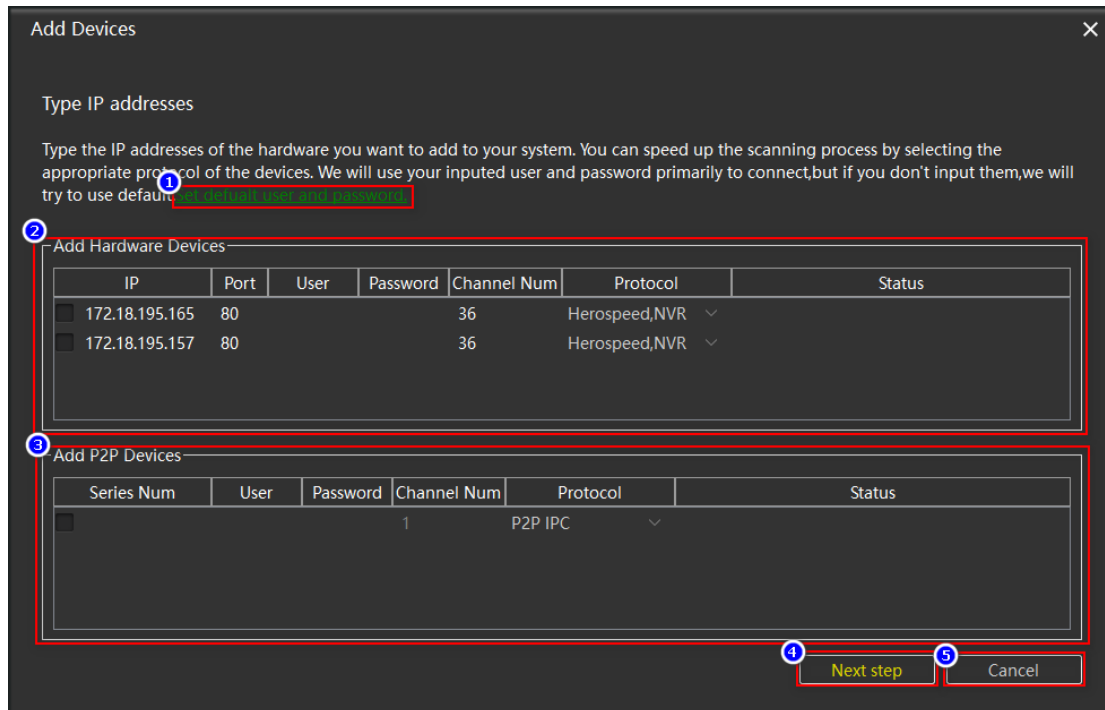 Add Devices
Type IP addresses
Type the IP addresses of the hardware you want to add to your system. You can speed up the scanning process by selecting the
appropriate protocol of the devices. We will use your inputed user and password primarily to connect,but if you don't input them,we will
1
try to use default.set defualt user and password.
2
Add Hardware Devices
IP Port User Password Channel Num Protocol Status
172.18.195.165 80 36 Herospeed,NVR
172.18.195.157 80 36 Herospeed,NVR
3
Add P2P Devices
Series Num User Password Channel Num Protocol Status
1 P2P IPC
4 5
Next step Cancel